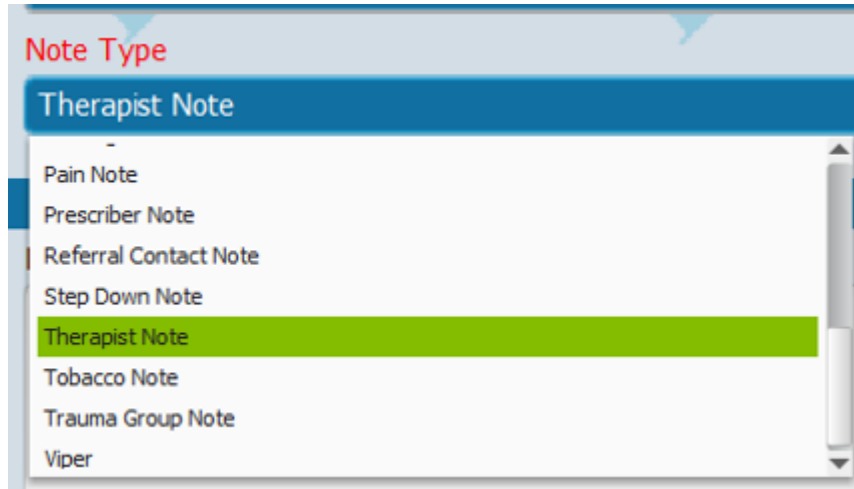 Note Type
Therapist Note
Pain Note
Prescriber Note
Referral Contact Note
Step Down Note
Therapist Note
Tobacco Note
Trauma Group Note
Viper